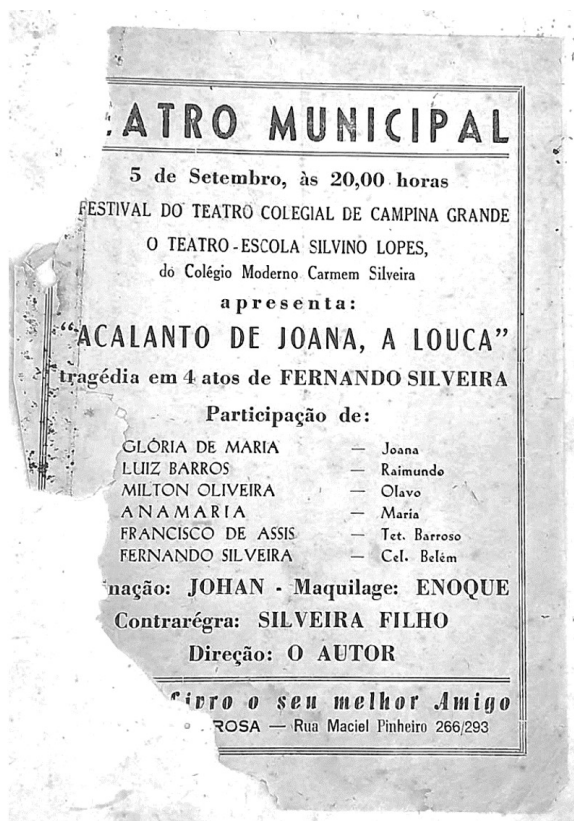 EATRO MUNICIPAL
5 de Setembro, às 20,00 horas
FESTIVAL DO TEATRO COLEGIAL DE CAMPINA GRANDE
O TEATRO-ESCOLA SILVINO LOPES,
do Colégio Moderno Carmem Silveira
apresenta:
"ACALANTO DE JOANA, A LOUCA"
tragédia em 4 atos de FERNANDO SILVEIRA
Participação de:
GLÓRIA DE MARIA — Joana
LUIZ BARROS — Raimundo
MILTON OLIVEIRA — Olavo
ANAMARIA — Maria
FRANCISCO DE ASSIS — Tet. Barroso
FERNANDO SILVEIRA — Cel. Belém
nação: JOHAN - Maquilage: ENOQUE
Contrarégra: SILVEIRA FILHO
Direção: O AUTOR
Livro o seu melhor Amigo
ROSA — Rua Maciel Pinheiro 266/293